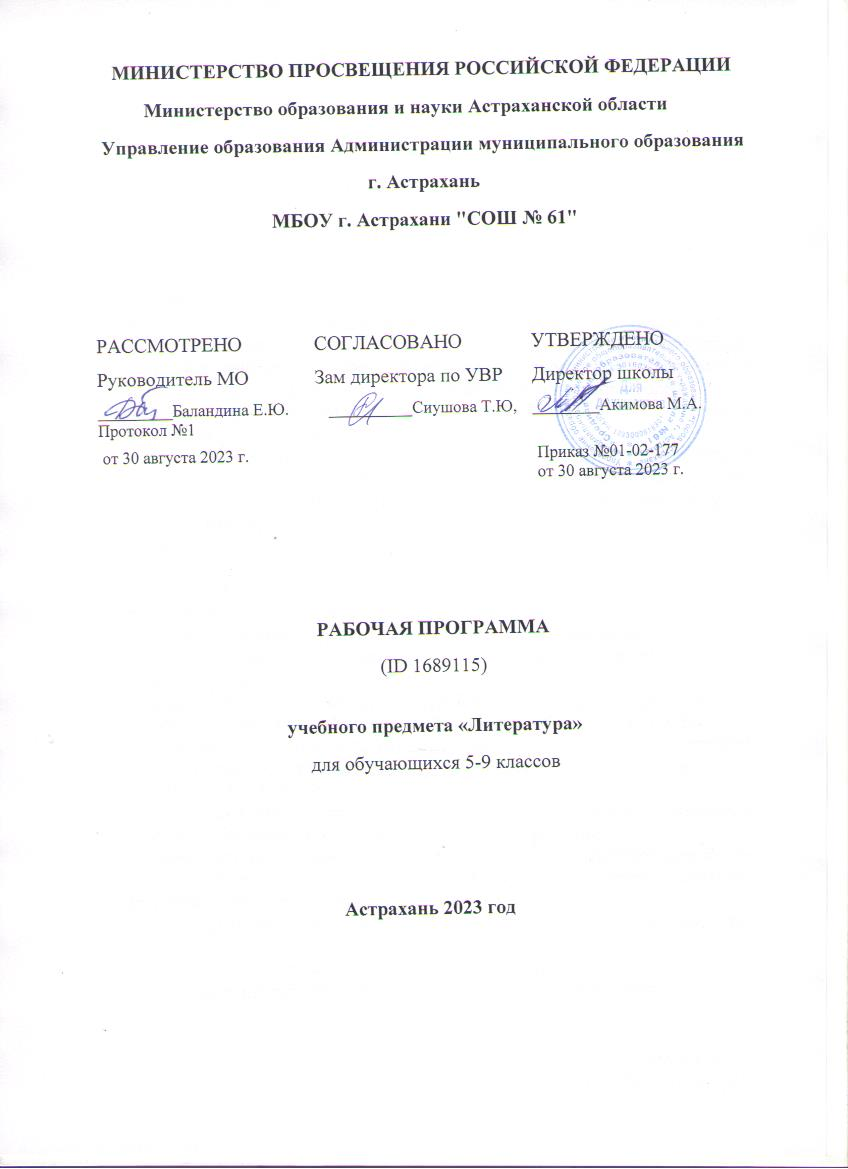 МИНИСТЕРСТВО ПРОСВЕЩЕНИЯ РОССИЙСКОЙ ФЕДЕРАЦИИ
Министерство образования и науки Астраханской области
Управление образования Администрации муниципального образования
г. Астрахань
МБОУ г. Астрахани "СОШ № 61"
РАССМОТРЕНО
Руководитель МО
Баландина Е.Ю.
Протокол №1
от 30 августа 2023 г.
СОГЛАСОВАНО
Зам директора по УВР
Сиушова Т.Ю,
УТВЕРЖДЕНО
Директор школы
Акимова М.А.
Приказ №01-02-177
от 30 августа 2023 г.
РАБОЧАЯ ПРОГРАММА
(ID 1689115)
учебного предмета «Литература»
для обучающихся 5-9 классов
Астрахань 2023 год